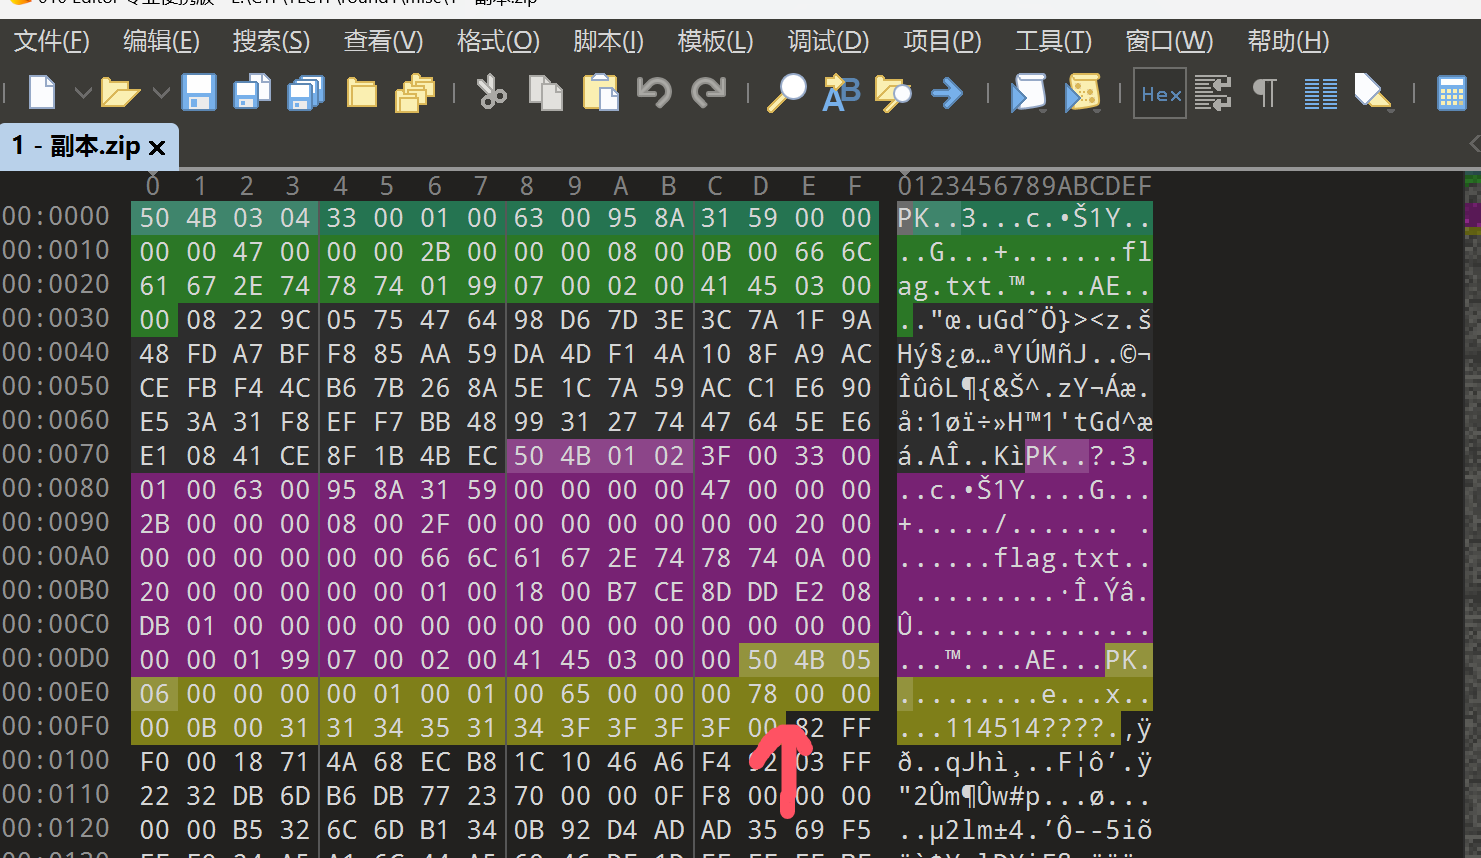 文件(F) 编辑(E) 搜索(S) 查看(V) 格式(O) 脚本(I) 模板(L) 调试(D) 项目(P) 工具(T) 窗口(W) 帮助(H)
Hex
1 - 副本.zip ×
0 1 2 3 4 5 6 7 8 9 A B C D E F 0123456789ABCDEF
00:0000 50 4B 03 04 33 00 01 00 63 00 95 8A 31 59 00 00 PK..3...c.•Š1Y..
00:0010 00 00 47 00 00 00 2B 00 00 00 08 00 0B 00 66 6C ..G...+.......fl
00:0020 61 67 2E 74 78 74 01 99 07 00 02 00 41 45 03 00 ag.txt.™....AE..
00:0030 00 08 22 9C 05 75 47 64 98 D6 7D 3E 3C 7A 1F 9A .."œ.uGd˜Ö}><z.š
00:0040 48 FD A7 BF F8 85 AA 59 DA 4D F1 4A 10 8F A9 AC Hý§¿ø…ªYÚMñJ..©¬
00:0050 CE FB F4 4C B6 7B 26 8A 5E 1C 7A 59 AC C1 E6 90 ÎûôL¶{&Š^.zY¬Áæ.
00:0060 E5 3A 31 F8 EF F7 BB 48 99 31 27 74 47 64 5E E6 å:1øï÷»H™1'tGd^æ
00:0070 E1 08 41 CE 8F 1B 4B EC 50 4B 01 02 3F 00 33 00 á.AÎ..KìPK..?.3.
00:0080 01 00 63 00 95 8A 31 59 00 00 00 00 47 00 00 00 ..c.•Š1Y....G...
00:0090 2B 00 00 00 08 00 2F 00 00 00 00 00 00 00 20 00 +...../....... .
00:00A0 00 00 00 00 00 00 66 6C 61 67 2E 74 78 74 0A 00 ......flag.txt..
00:00B0 20 00 00 00 00 00 01 00 18 00 B7 CE 8D DD E2 08  .........·Î.Ýâ.
00:00C0 DB 01 00 00 00 00 00 00 00 00 00 00 00 00 00 00 Û...............
00:00D0 00 00 01 99 07 00 02 00 41 45 03 00 00 50 4B 05 ...™....AE...PK.
00:00E0 06 00 00 00 00 01 00 01 00 65 00 00 00 78 00 00 .........e...x..
00:00F0 00 0B 00 31 31 34 35 31 34 3F 3F 3F 3F 00 82 FF ...114514????.‚ÿ
00:0100 F0 00 18 71 4A 68 EC B8 1C 10 46 A6 F4 92 03 FF ð..qJhì¸..F¦ô’.ÿ
00:0110 22 32 DB 6D B6 DB 77 23 70 00 00 0F F8 00 00 00 "2Ûm¶Ûw#p...ø...
00:0120 00 00 B5 32 6C 6D B1 34 0B 92 D4 AD AD 35 69 F5 ..µ2lm±4.’Ô--5iõ